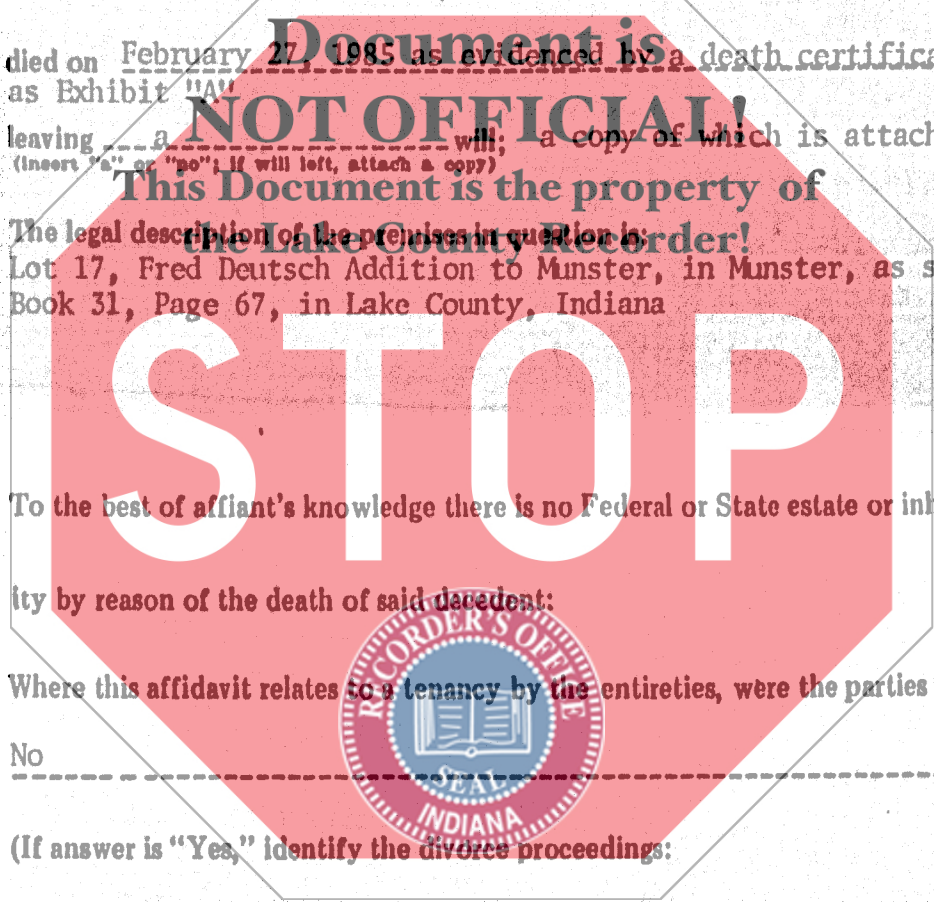 Document is
died on February 27, 1985 as evidenced by a death certifica
as Exhibit "A"
NOT OFFICIAL!
leaving a will; a copy of which is attach
(insert "a" or "no"; if will left, attach a copy)
This Document is the property of
The legal description of the premises in question is:
the Lake County Recorder!
Lot 17, Fred Deutsch Addition to Munster, in Munster, as s
Book 31, Page 67, in Lake County, Indiana
STOP
To the best of affiant's knowledge there is no Federal or State estate or inh
ity by reason of the death of said decedent:
RECORDER'S OFFICE
Where this affidavit relates to a tenancy by the entireties, were the parties
No
SEAL
INDIANA
(If answer is "Yes," identify the divorce proceedings: